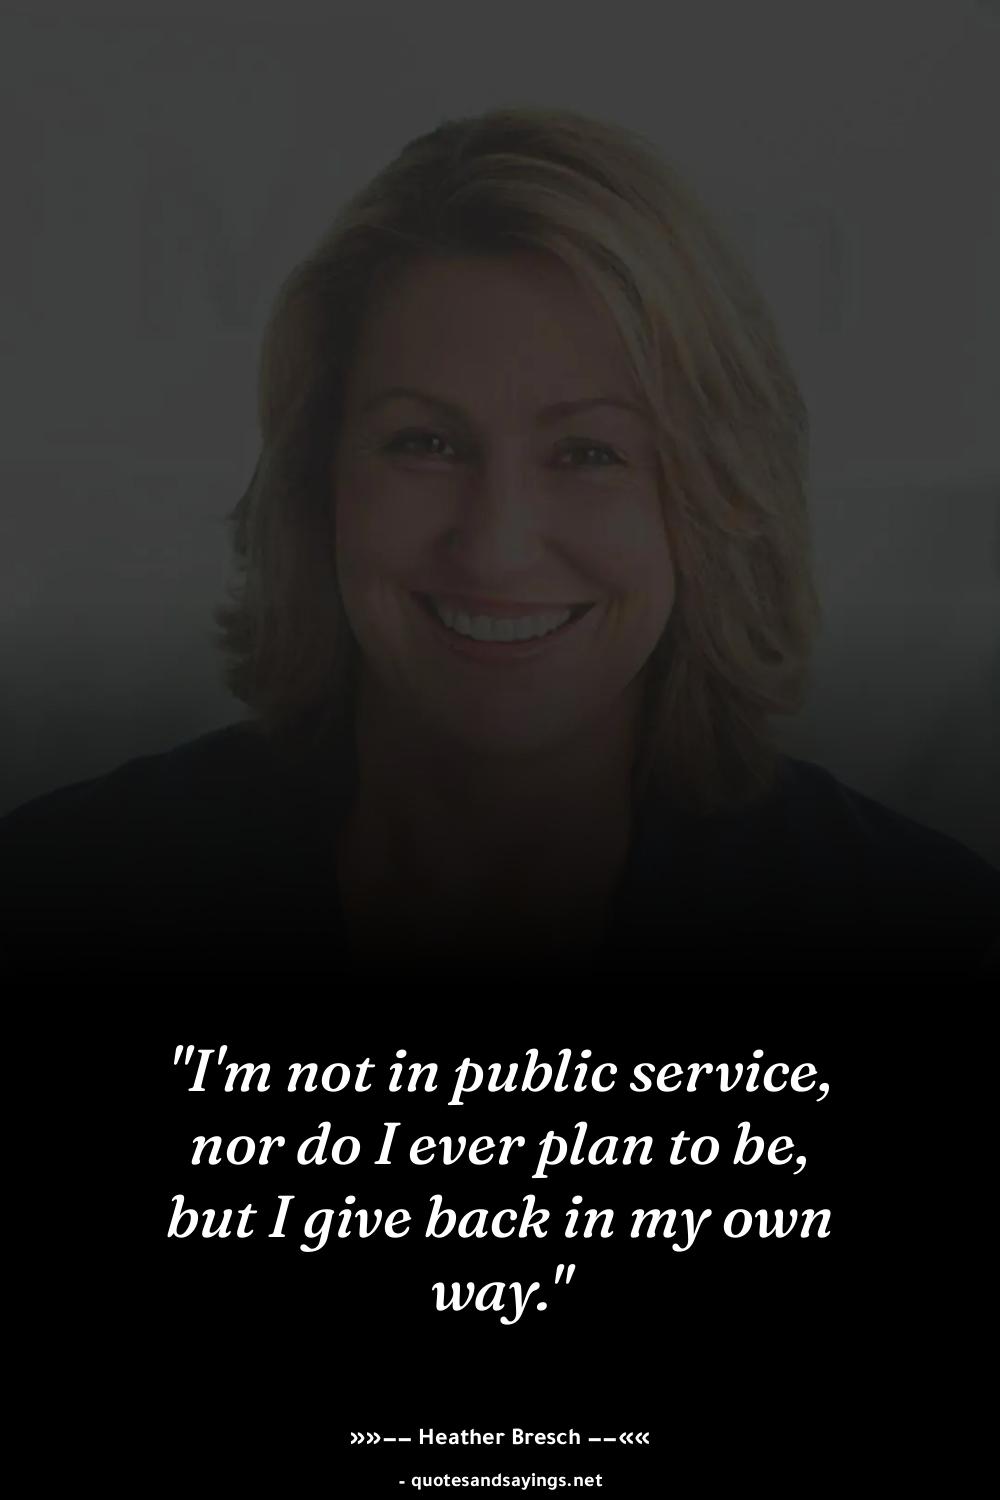 "I'm not in public service,
nor do I ever plan to be,
but I give back in my own
way."
»»−− Heather Bresch −−««
- quotesandsayings.net